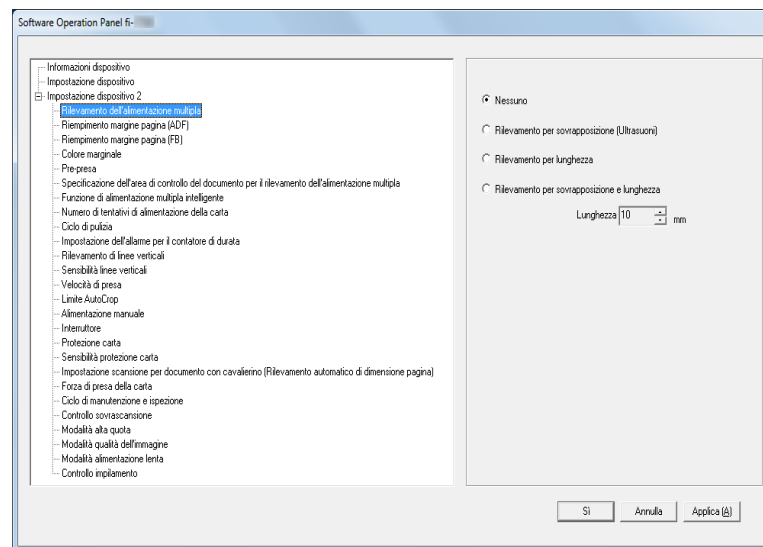 Software Operation Panel fi-
Informazioni dispositivo
Impostazione dispositivo
Impostazione dispositivo 2
Rilevamento dell'alimentazione multipla
Riempimento margine pagina (ADF)
Riempimento margine pagina (FB)
Colore marginale
Pre-presa
Specificazione dell'area di controllo del documento per il rilevamento dell'alimentazione multipla
Funzione di alimentazione multipla intelligente
Numero di tentativi di alimentazione della carta
Ciclo di pulizia
Impostazione dell'allarme per il contatore di durata
Rilevamento di linee verticali
Sensibilità linee verticali
Velocità di presa
Limite AutoCrop
Alimentazione manuale
Interruttore
Protezione carta
Sensibilità protezione carta
Impostazione scansione per documento con cavalierino (Rilevamento automatico di dimensione pagina)
Forza di presa della carta
Ciclo di manutenzione e ispezione
Controllo sovrascansione
Modalità alta quota
Modalità qualità dell'immagine
Modalità alimentazione lenta
Controllo impilamento
Nessuno
Rilevamento per sovrapposizione (Ultrasuoni)
Rilevamento per lunghezza
Rilevamento per sovrapposizione e lunghezza
Lunghezza 10 mm
Sì Annulla Applica (A)